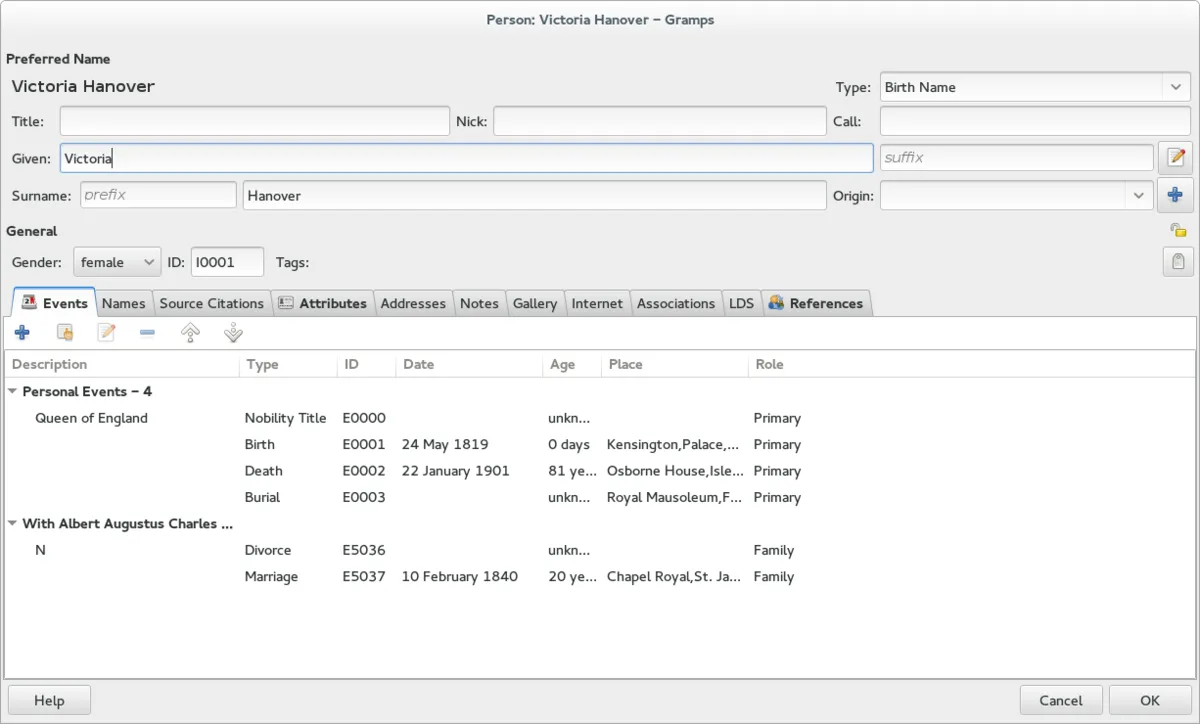 Person: Victoria Hanover – Gramps
Preferred Name
Victoria Hanover
Type: Birth Name
Title: Nick: Call:
Given: Victoria suffix
Surname: prefix Hanover Origin:
General
Gender: female ID: I0001 Tags:
Events Names Source Citations Attributes Addresses Notes Gallery Internet Associations LDS References
Description Type ID Date Age Place Role
Personal Events – 4
Queen of England Nobility Title E0000 unkn... Primary
Birth E0001 24 May 1819 0 days Kensington,Palace,... Primary
Death E0002 22 January 1901 81 ye... Osborne House,Isle... Primary
Burial E0003 unkn... Royal Mausoleum,F... Primary
With Albert Augustus Charles ...
N Divorce E5036 unkn... Family
Marriage E5037 10 February 1840 20 ye... Chapel Royal,St. Ja... Family
Help Cancel OK